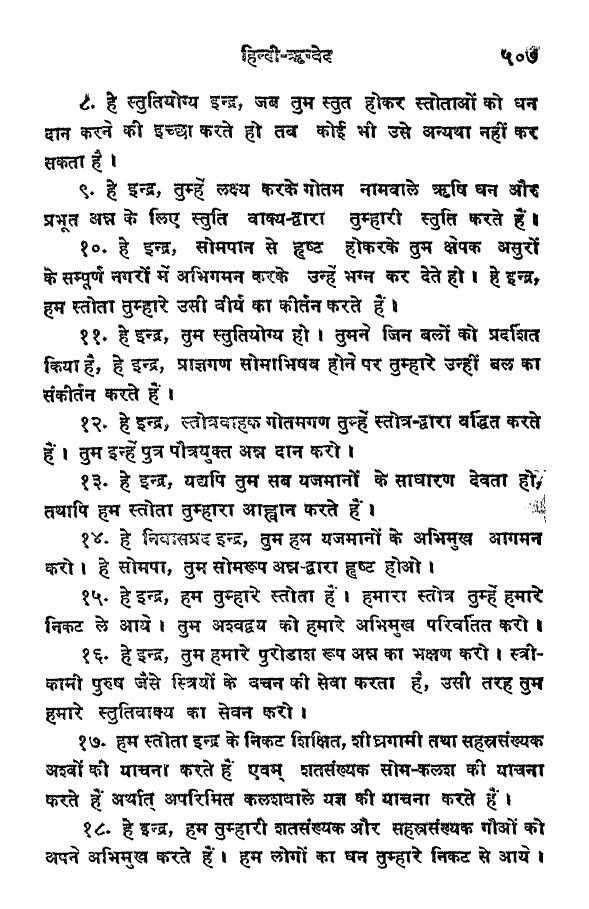 हिन्दी-ऋग्वेद ५०७
८. हे स्तुतियोग्य इन्द्र, जब तुम स्तुत होकर स्तोताओं को धन
दान करने की इच्छा करते हो तब कोई भी उसे अन्यथा नहीं कर
सकता है ।
९. हे इन्द्र, तुम्हें लक्ष्य करके गोतम नामवाले ऋषि धन और
प्रभूत अन्न के लिए स्तुति वाक्य-द्वारा तुम्हारी स्तुति करते हैं।
१०. हे इन्द्र, सोमपान से हृष्ट होकरके तुम क्षेपक असुरों
के सम्पूर्ण नगरों में अभिगमन करके उन्हें भग्न कर देते हो । हे इन्द्र,
हम स्तोता तुम्हारे उसी वीर्य का कीर्तन करते हैं ।
११. हे इन्द्र, तुम स्तुतियोग्य हो । तुमने जिन बलों को प्रदर्शित
किया है, हे इन्द्र, प्राज्ञगण सोमाभिषव होने पर तुम्हारे उन्हीं बल का
संकीर्तन करते हैं ।
१२. हे इन्द्र, स्तोत्रवाहक गोतमगण तुम्हें स्तोत्र-द्वारा वर्द्धित करते
हैं । तुम इन्हें पुत्र पौत्रयुक्त अन्न दान करो ।
१३. हे इन्द्र, यद्यपि तुम सब यजमानों के साधारण देवता हो,
तथापि हम स्तोता तुम्हारा आह्वान करते हैं ।
१४. हे निवासप्रद इन्द्र, तुम हम यजमानों के अभिमुख आगमन
करो । हे सोमपा, तुम सोमरूप अन्न-द्वारा हृष्ट होओ ।
१५. हे इन्द्र, हम तुम्हारे स्तोता हैं । हमारा स्तोत्र तुम्हें हमारे
निकट ले आये । तुम अश्वद्वय को हमारे अभिमुख परिवर्तित करो ।
१६. हे इन्द्र, तुम हमारे पुरोडाश रूप अन्न का भक्षण करो । स्त्री-
कामी पुरुष जैसे स्त्रियों के वचन की सेवा करता है, उसी तरह तुम
हमारे स्तुतिवाक्य का सेवन करो ।
१७. हम स्तोता इन्द्र के निकट शिक्षित, शीघ्रगामी तथा सहस्रसंख्यक
अश्वों की याचना करते हैं एवम् शतसंख्यक सोम-कलश की याचना
करते हैं अर्थात् अपरिमित कलशवाले यज्ञ की याचना करते हैं ।
१८. हे इन्द्र, हम तुम्हारी शतसंख्यक और सहस्रसंख्यक गौओं को
अपने अभिमुख करते हैं । हम लोगों का धन तुम्हारे निकट से आये ।